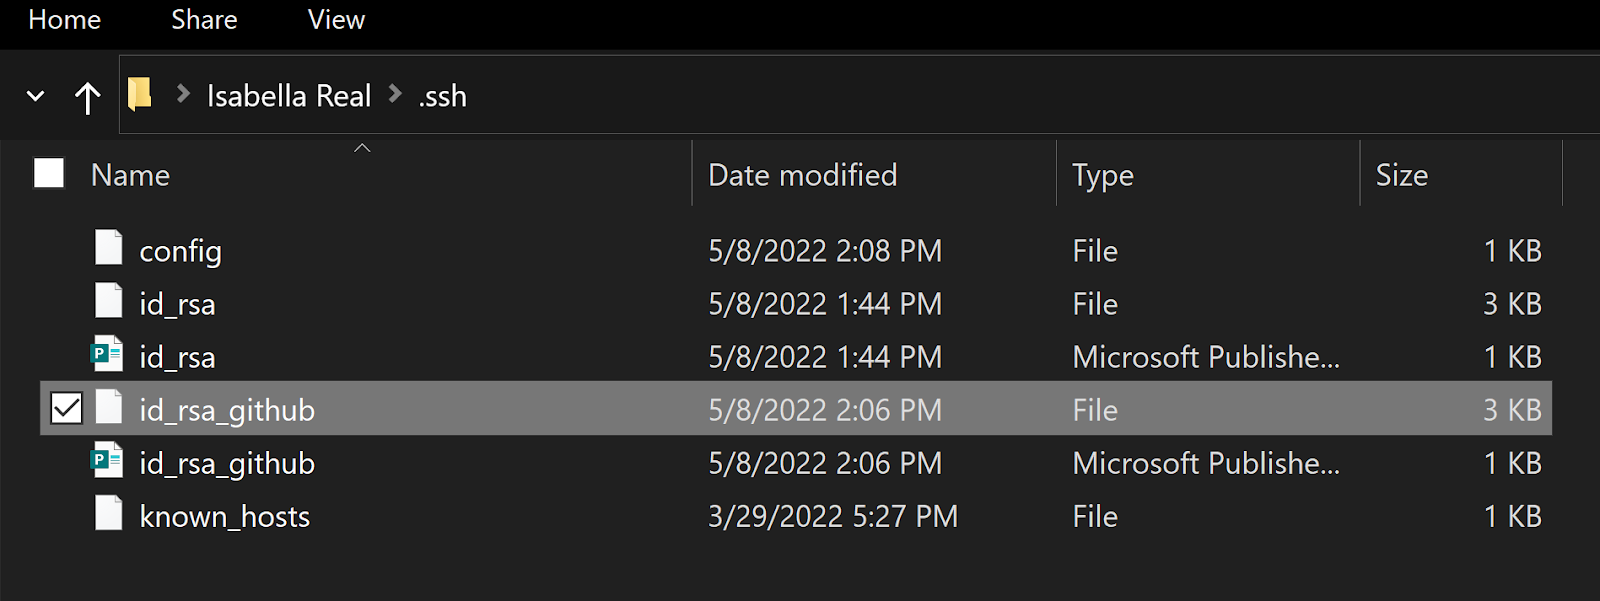 Home Share View
Isabella Real .ssh
Name Date modified Type Size
config 5/8/2022 2:08 PM File 1 KB
id_rsa 5/8/2022 1:44 PM File 3 KB
P id_rsa 5/8/2022 1:44 PM Microsoft Publishe... 1 KB
id_rsa_github 5/8/2022 2:06 PM File 3 KB
P id_rsa_github 5/8/2022 2:06 PM Microsoft Publishe... 1 KB
known_hosts 3/29/2022 5:27 PM File 1 KB